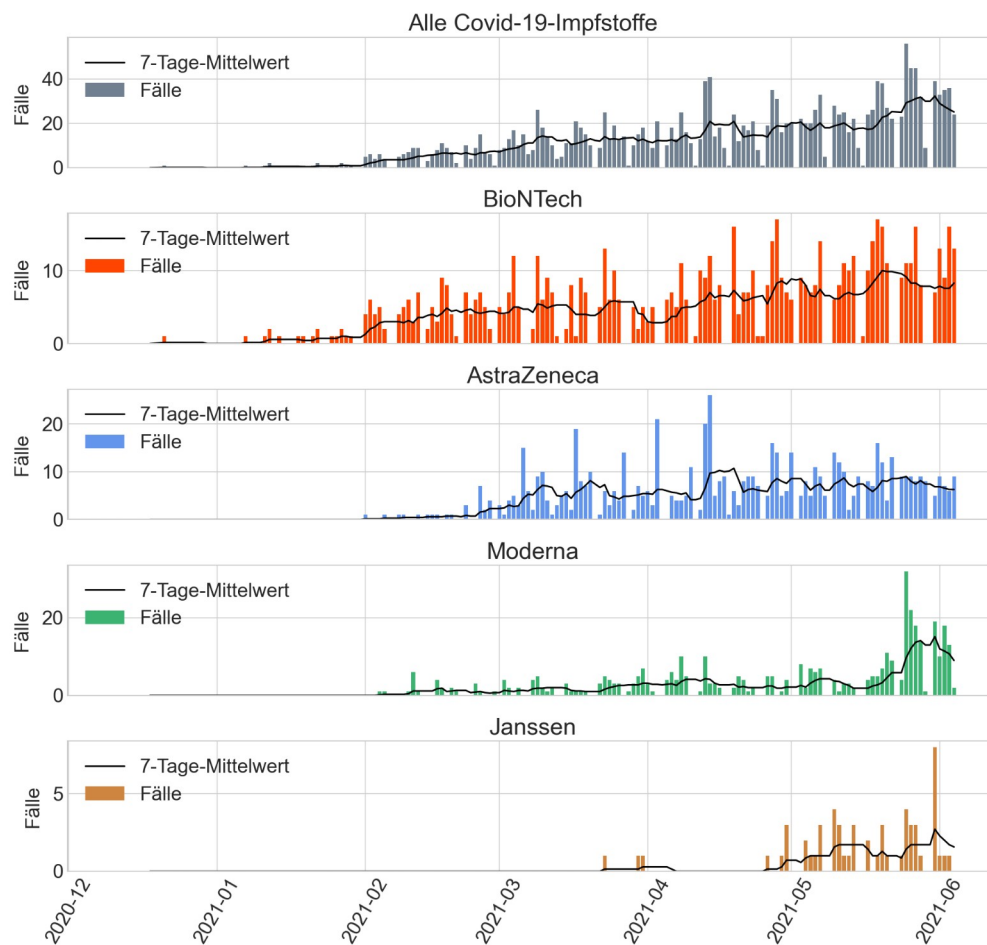 Alle Covid-19-Impfstoffe
7-Tage-Mittelwert
Fälle
Fälle
40
20
0
BioNTech
7-Tage-Mittelwert
Fälle
Fälle
10
0
AstraZeneca
7-Tage-Mittelwert
Fälle
Fälle
20
10
0
Moderna
7-Tage-Mittelwert
Fälle
Fälle
20
0
Janssen
7-Tage-Mittelwert
Fälle
Fälle
5
0
2020-12
2021-01
2021-02
2021-03
2021-04
2021-05
2021-06